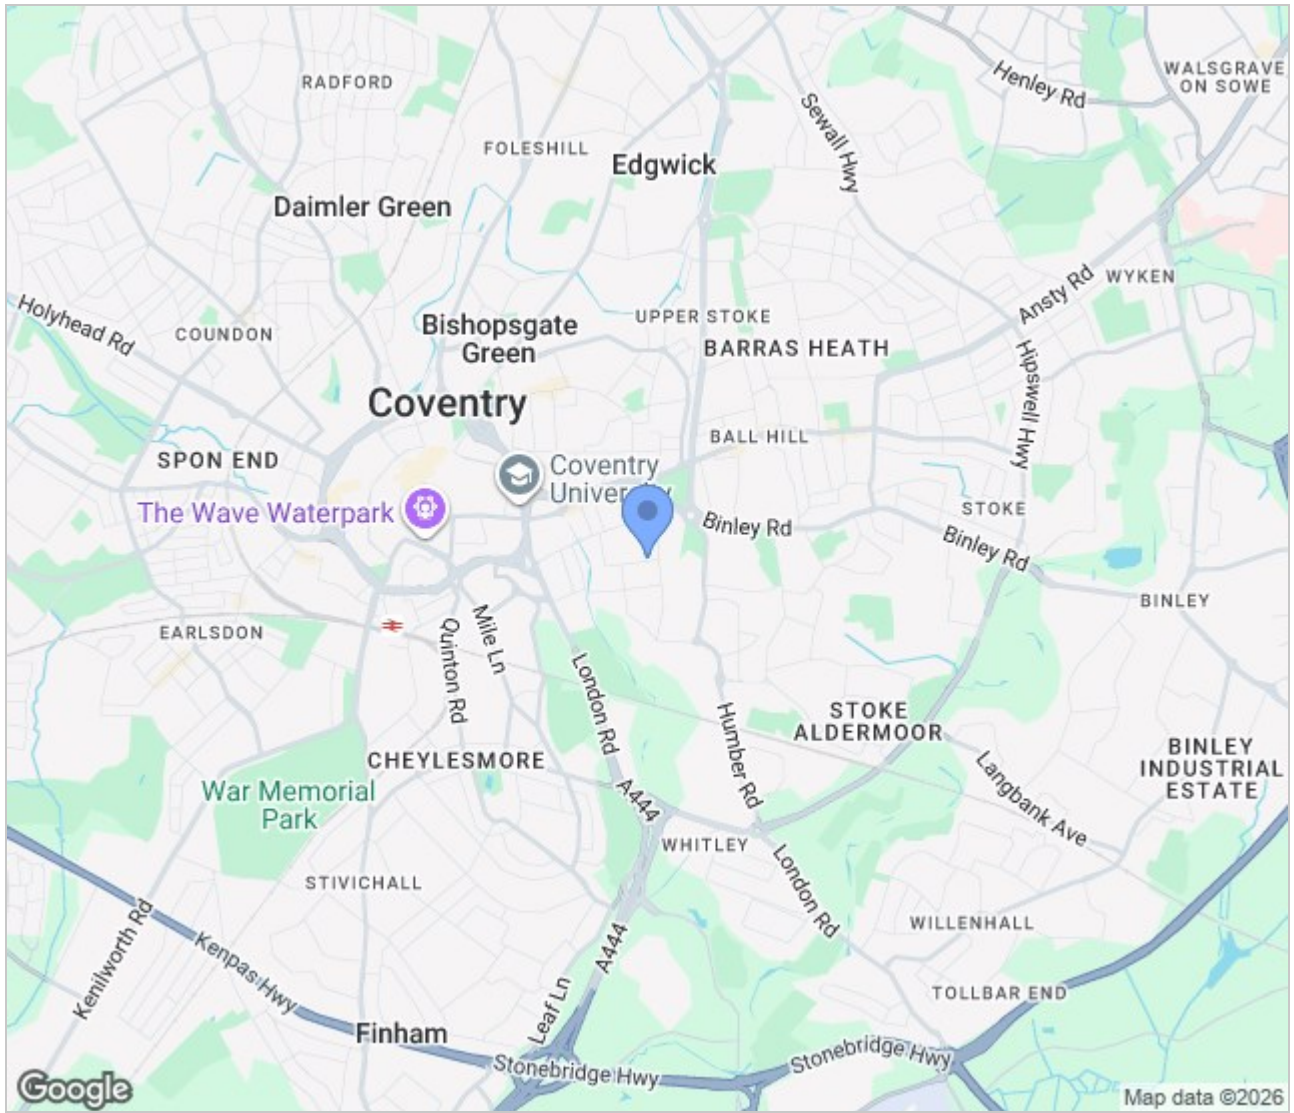 RADFORD
Henley Rd
WALSGRAVE
ON SOWE
Sewall Hwy
FOLESHILL
Edgwick
Daimler Green
Ansty Rd
WYKEN
Holyhead Rd
COUNDON
Bishopsgate
Green
UPPER STOKE
BARRAS HEATH
Hipswell Hwy
Coventry
BALL HILL
SPON END
Coventry
University
The Wave Waterpark
Binley Rd
STOKE
Binley Rd
BINLEY
EARLSDON
Mile Ln
Quinton Rd
London Rd
Humber Rd
STOKE
ALDERMOOR
CHEYLESMORE
Langbank Ave
BINLEY
INDUSTRIAL
ESTATE
War Memorial
Park
A444
WHITLEY
STIVICHALL
London Rd
WILLENHALL
Kenilworth Rd
Kenpas Hwy
A444
TOLLBAR END
Leaf Ln
Finham
Stonebridge Hwy
Stonebridge Hwy
Google
Map data ©2026